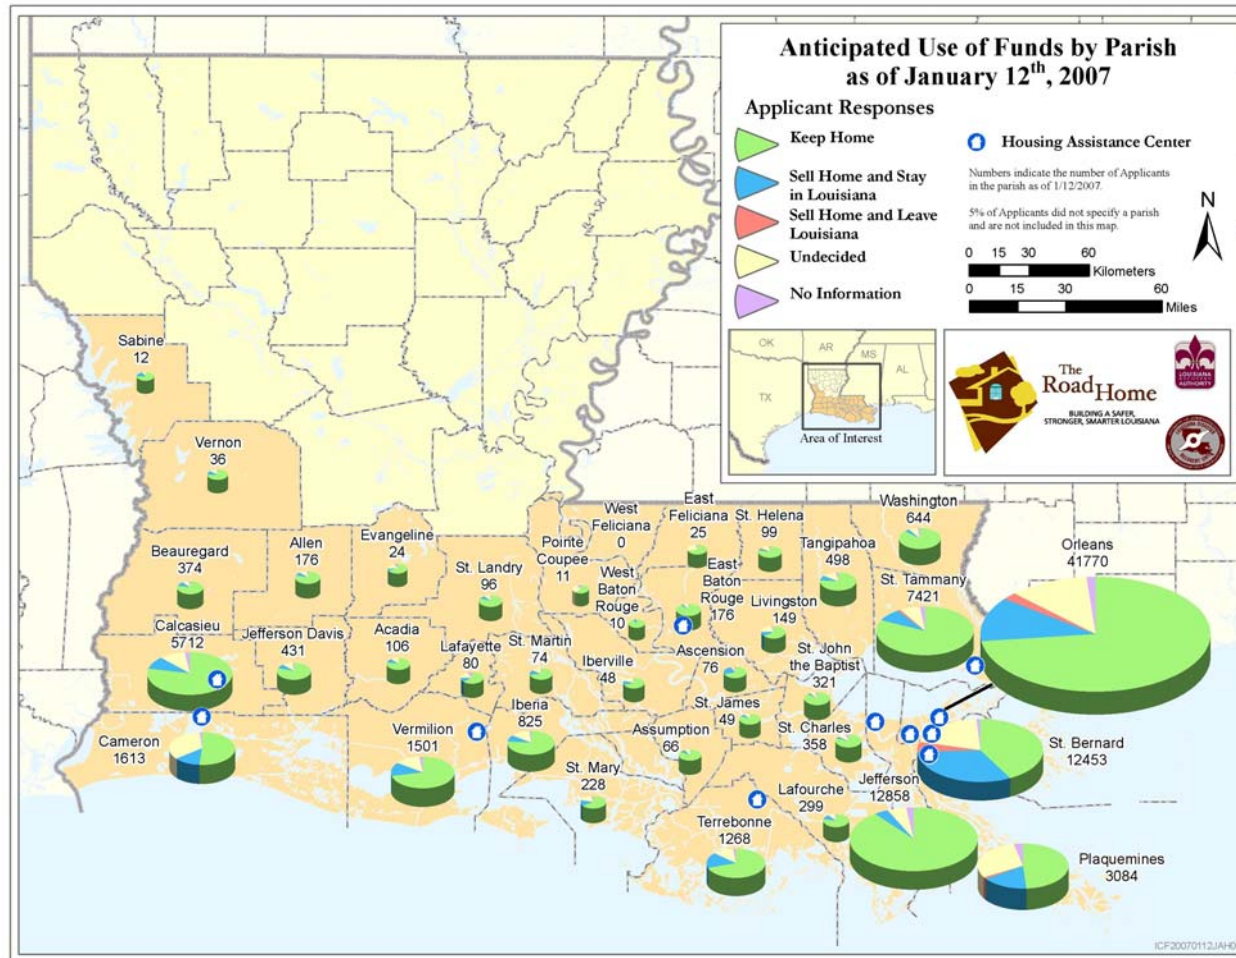 Anticipated Use of Funds by Parish
as of January 12th, 2007
Applicant Responses
Keep Home
Sell Home and Stay
in Louisiana
Sell Home and Leave
Louisiana
Undecided
No Information
Housing Assistance Center
Numbers indicate the number of Applicants
in the parish as of 1/12/2007.
5% of Applicants did not specify a parish
and are not included in this map.
N
0 15 30 60
Kilometers
0 15 30 60
Miles
OK
AR
MS
AL
TX
Area of Interest
The
Road Home
BUILDING A SAFER,
STRONGER, SMARTER LOUISIANA
LOUISIANA
RECOVERY
AUTHORITY
Sabine
12
Vernon
36
Beauregard
374
Allen
176
Evangeline
24
St. Landry
96
Pointe
Coupee
11
West
Feliciana
0
East
Feliciana
25
St. Helena
99
Washington
644
Tangipahoa
498
St. Tammany
7421
Orleans
41770
West
Baton
Rouge
10
East
Baton
Rouge
176
Livingston
149
Calcasieu
5712
Jefferson Davis
431
Acadia
106
Lafayette
80
St. Martin
74
Iberville
48
Ascension
76
St. John
the Baptist
321
Cameron
1613
Vermilion
1501
Iberia
825
St. Mary
228
Assumption
66
St. James
49
St. Charles
358
Jefferson
12858
St. Bernard
12453
Terrebonne
1268
Lafourche
299
Plaquemines
3084